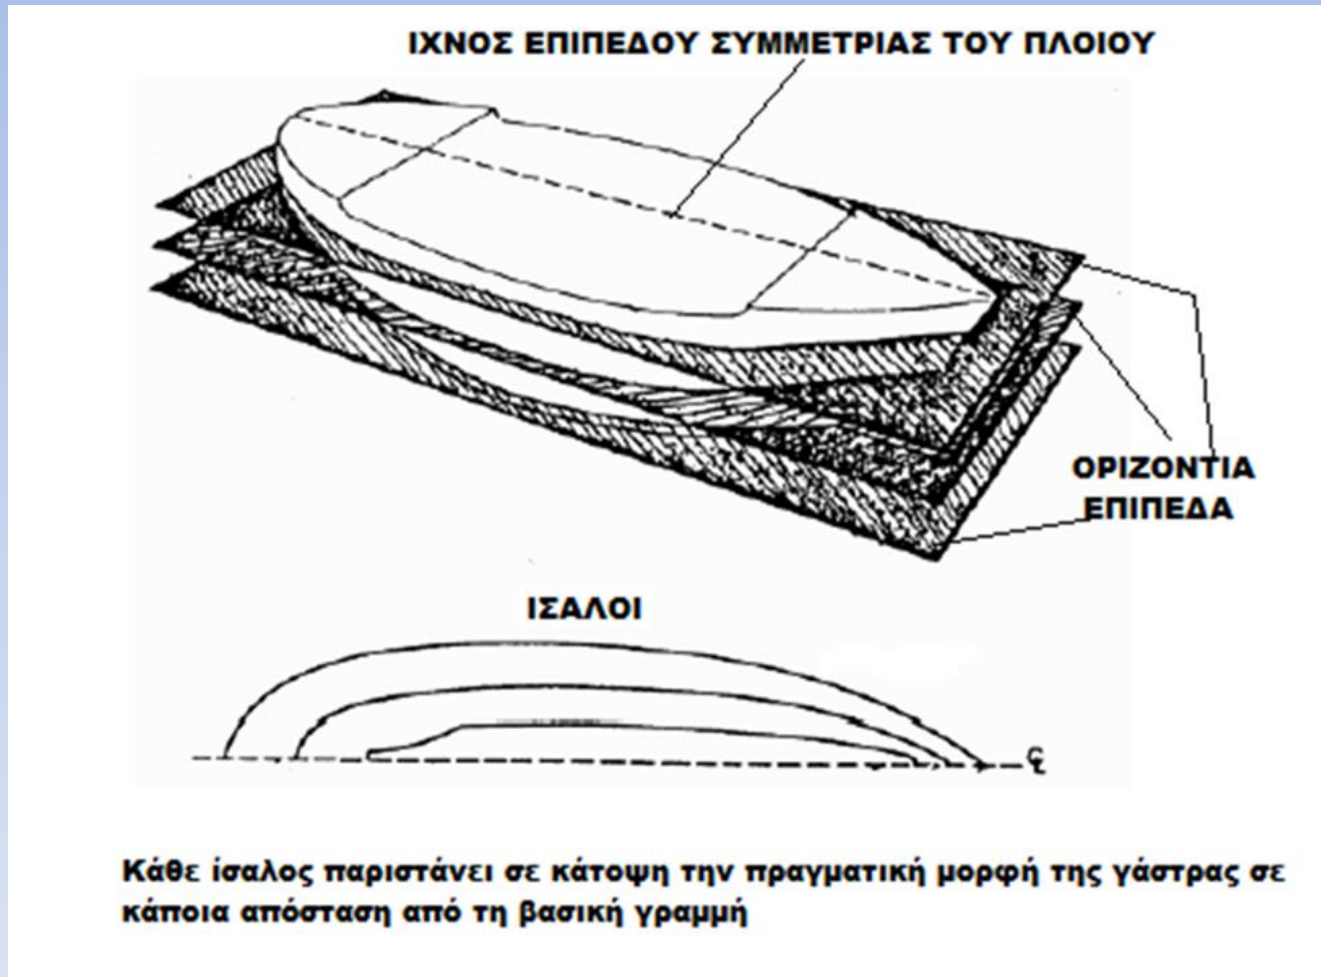 ΙΧΝΟΣ ΕΠΙΠΕΔΟΥ ΣΥΜΜΕΤΡΙΑΣ ΤΟΥ ΠΛΟΙΟΥ
ΟΡΙΖΟΝΤΙΑ
ΕΠΙΠΕΔΑ
ΙΣΑΛΟΙ
℄
Κάθε ίσαλος παριστάνει σε κάτοψη την πραγματική μορφή της γάστρας σε
κάποια απόσταση από τη βασική γραμμή